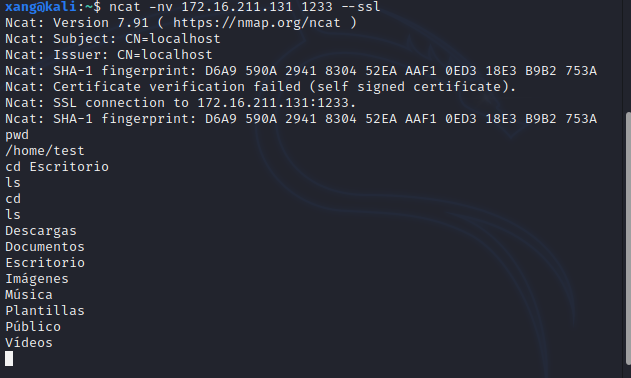 xang@kali:~$ ncat -nv 172.16.211.131 1233 --ssl
Ncat: Version 7.91 ( https://nmap.org/ncat )
Ncat: Subject: CN=localhost
Ncat: Issuer: CN=localhost
Ncat: SHA-1 fingerprint: D6A9 590A 2941 8304 52EA AAF1 0ED3 18E3 B9B2 753A
Ncat: Certificate verification failed (self signed certificate).
Ncat: SSL connection to 172.16.211.131:1233.
Ncat: SHA-1 fingerprint: D6A9 590A 2941 8304 52EA AAF1 0ED3 18E3 B9B2 753A
pwd
/home/test
cd Escritorio
ls
cd
ls
Descargas
Documentos
Escritorio
Imágenes
Música
Plantillas
Público
Vídeos